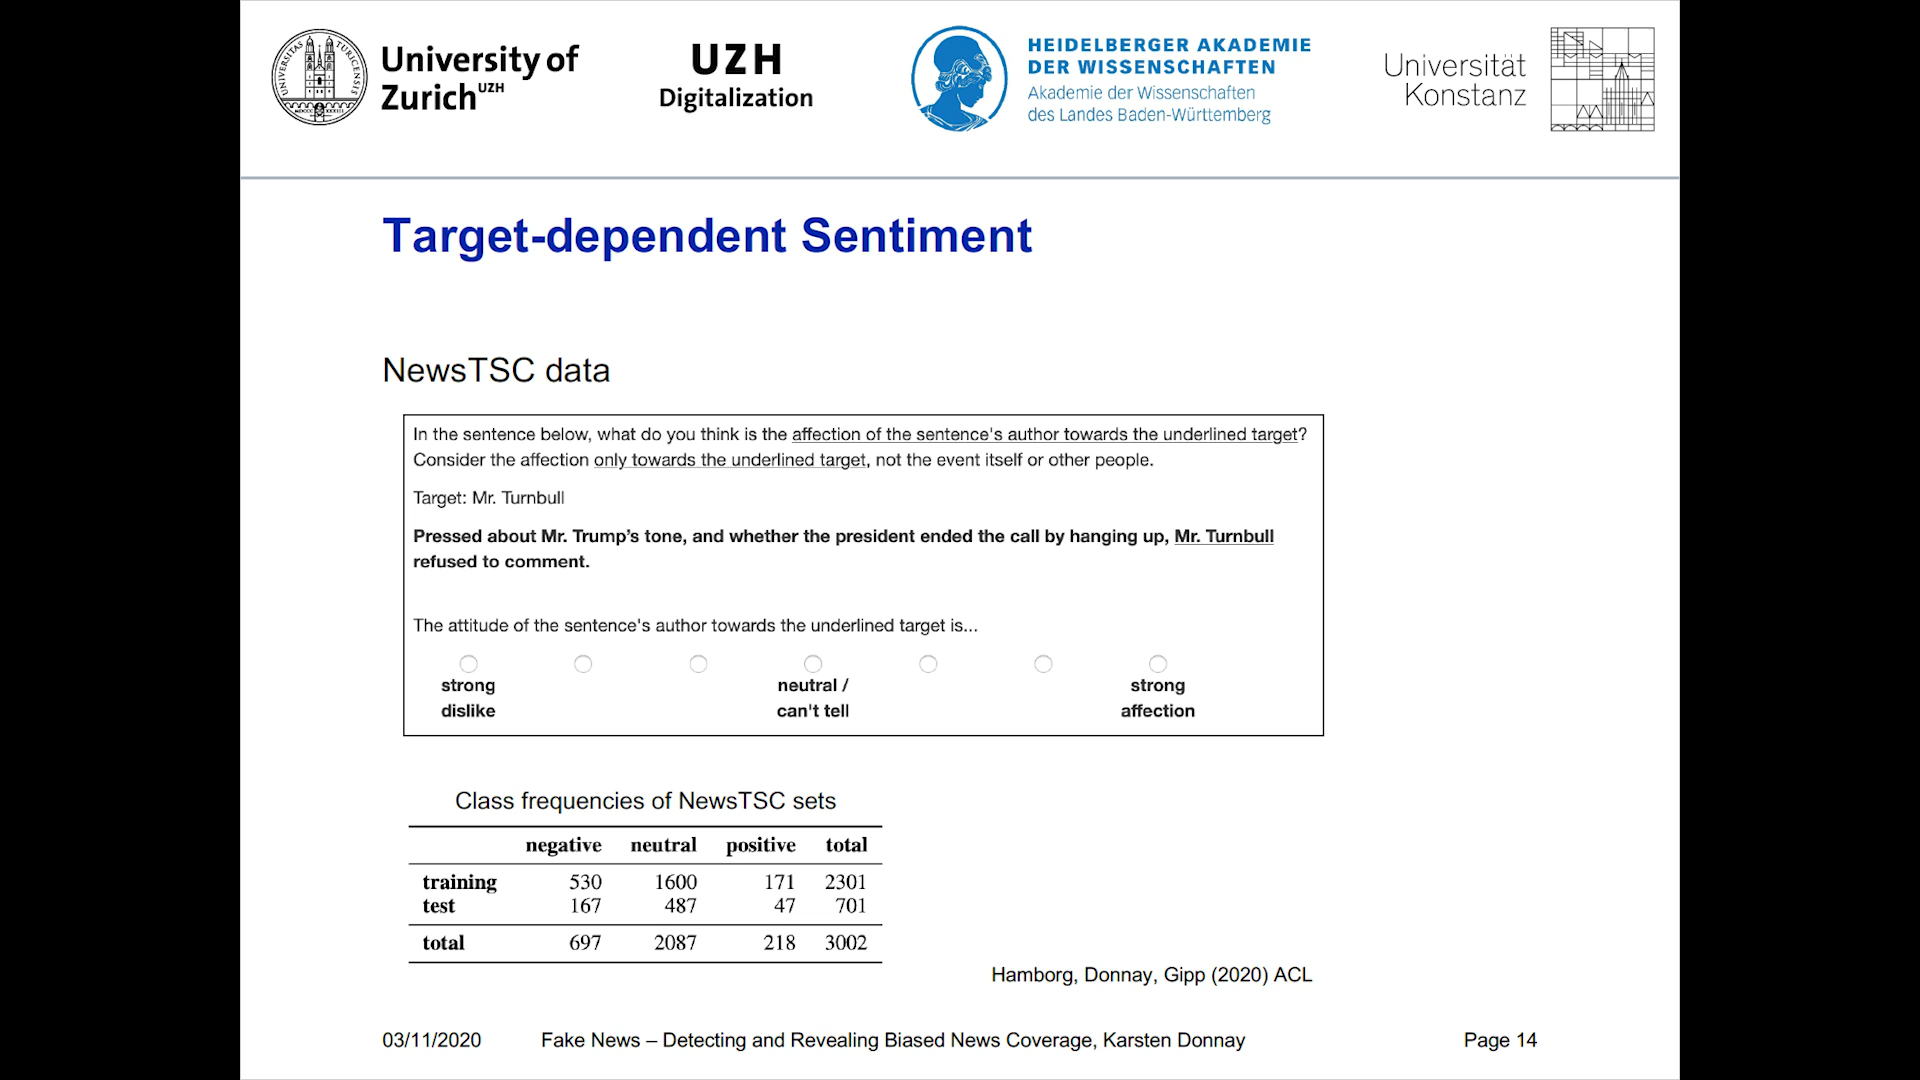 UNIVERSITAS TURICENSIS
University of
Zurich UZH
UZH
Digitalization
HEIDELBERGER AKADEMIE
DER WISSENSCHAFTEN
Akademie der Wissenschaften
des Landes Baden-Württemberg
Universität
Konstanz
Target-dependent Sentiment
NewsTSC data
In the sentence below, what do you think is the affection of the sentence's author towards the underlined target?
Consider the affection only towards the underlined target, not the event itself or other people.
Target: Mr. Turnbull
Pressed about Mr. Trump’s tone, and whether the president ended the call by hanging up, Mr. Turnbull
refused to comment.
The attitude of the sentence's author towards the underlined target is...
strong neutral / strong
dislike can't tell affection
Class frequencies of NewsTSC sets
negative neutral positive total
training 530 1600 171 2301
test 167 487 47 701
total 697 2087 218 3002
Hamborg, Donnay, Gipp (2020) ACL
03/11/2020 Fake News – Detecting and Revealing Biased News Coverage, Karsten Donnay Page 14